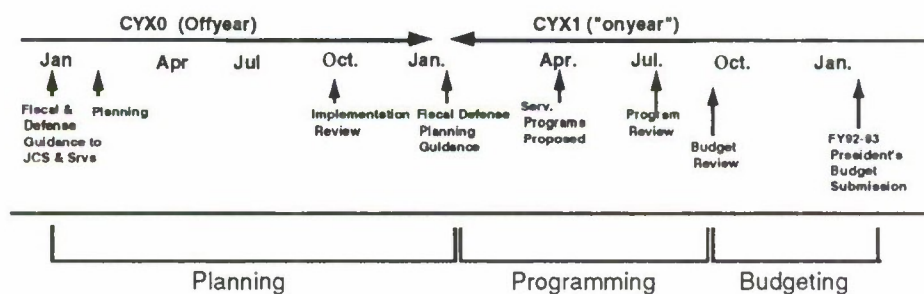 CYX0 (Offyear)
CYX1 ("onyear")
Jan Apr Jul Oct. Jan. Apr. Jul. Oct. Jan.
Fiscal &
Defense
Guidance to
JCS & Srvs
Planning
Implementation
Review
Fiscal Defense
Planning
Guidance
Serv.
Programs
Proposed
Program
Review
Budget
Review
FY92-93
President's
Budget
Submission
Planning
Programming
Budgeting